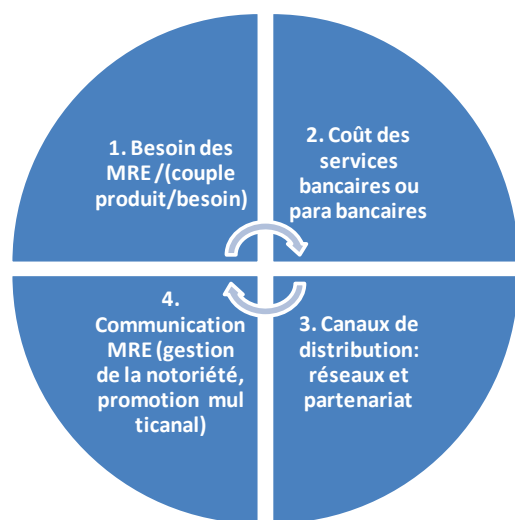 1. Besoin des
MRE /(couple
produit/besoin)
2. Coût des
services
bancaires ou
para bancaires
4.
Communication
MRE (gestion
de la notoriété,
promotion mul
ticanal)
3. Canaux de
distribution:
réseaux et
partenariat